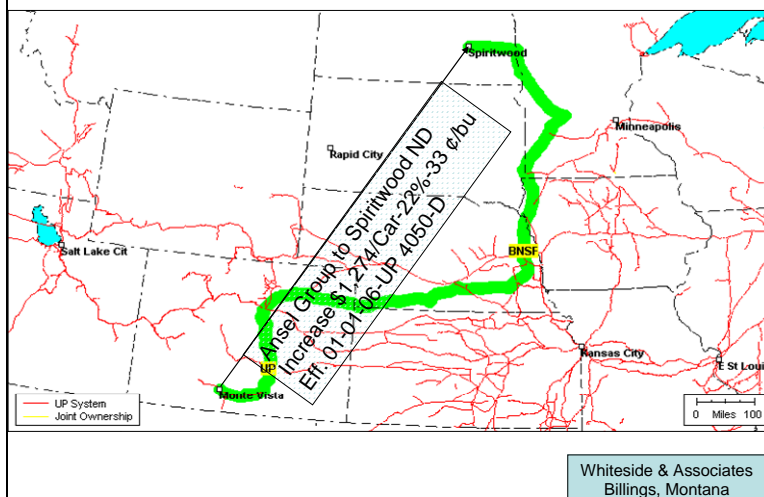 Spiritwood
Minneapolis
Rapid City
Ansel Group to Spiritwood ND
Increase $1,274/Car-22%-33 ¢/bu
Eff. 01-01-06-UP 4050-D
Salt Lake Cit
BNSF
UP
Kansas City
E St Loui
Monte Vista
UP System
Joint Ownership
0 Miles 100
Whiteside & Associates
Billings, Montana